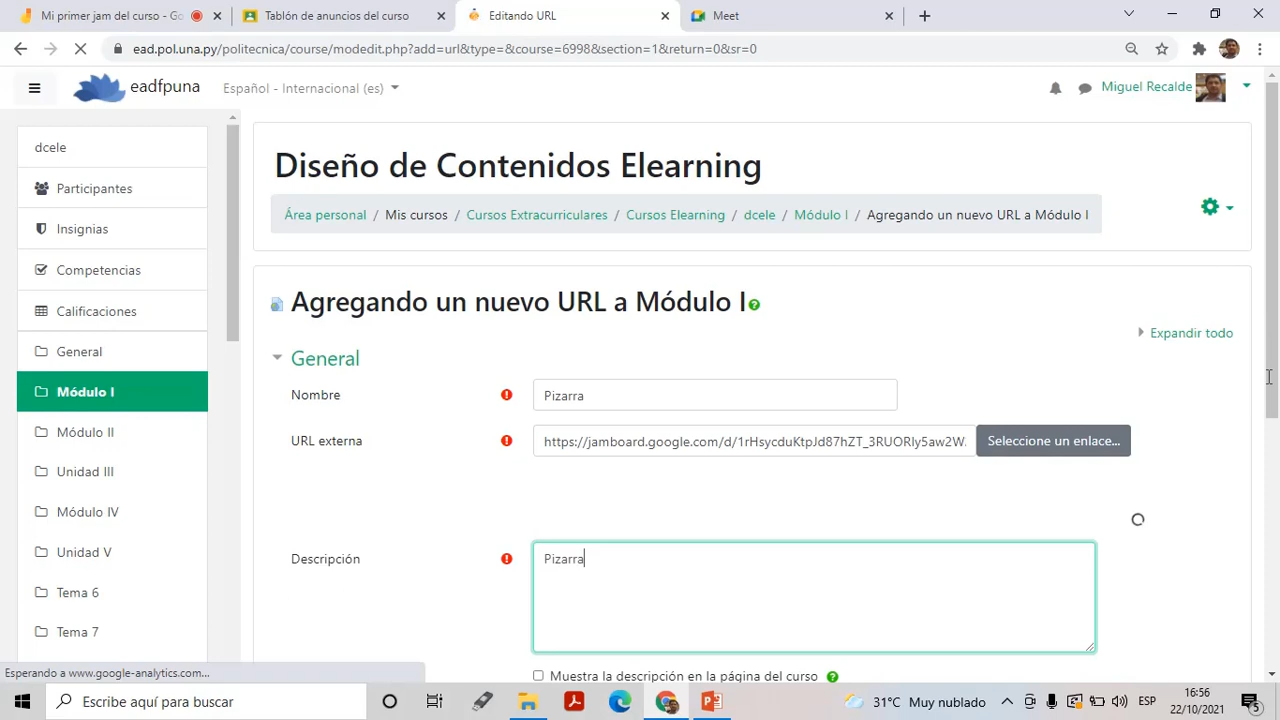 Mi primer jam del curso - Go
Tablón de anuncios del curso
Editando URL
Meet
ead.pol.una.py/politecnica/course/modedit.php?add=url&type=&course=6998&section=1&return=0&sr=0
eadfpuna
Español - Internacional (es)
Miguel Recalde
dcele
Participantes
Insignias
Competencias
Calificaciones
General
Módulo I
Módulo II
Unidad III
Módulo IV
Unidad V
Tema 6
Tema 7
Diseño de Contenidos Elearning
Área personal / Mis cursos / Cursos Extracurriculares / Cursos Elearning / dcele / Módulo I / Agregando un nuevo URL a Módulo I
Agregando un nuevo URL a Módulo I
Expandir todo
General
Nombre
Pizarra
URL externa
https://jamboard.google.com/d/1rHsycduKtpJd87hZT_3RUORIy5aw2W.
Seleccione un enlace...
Descripción
Pizarra
Muestra la descripción en la página del curso
Esperando a www.google-analytics.com...
Escribe aquí para buscar
31°C Muy nublado
ESP
16:56
22/10/2021
5